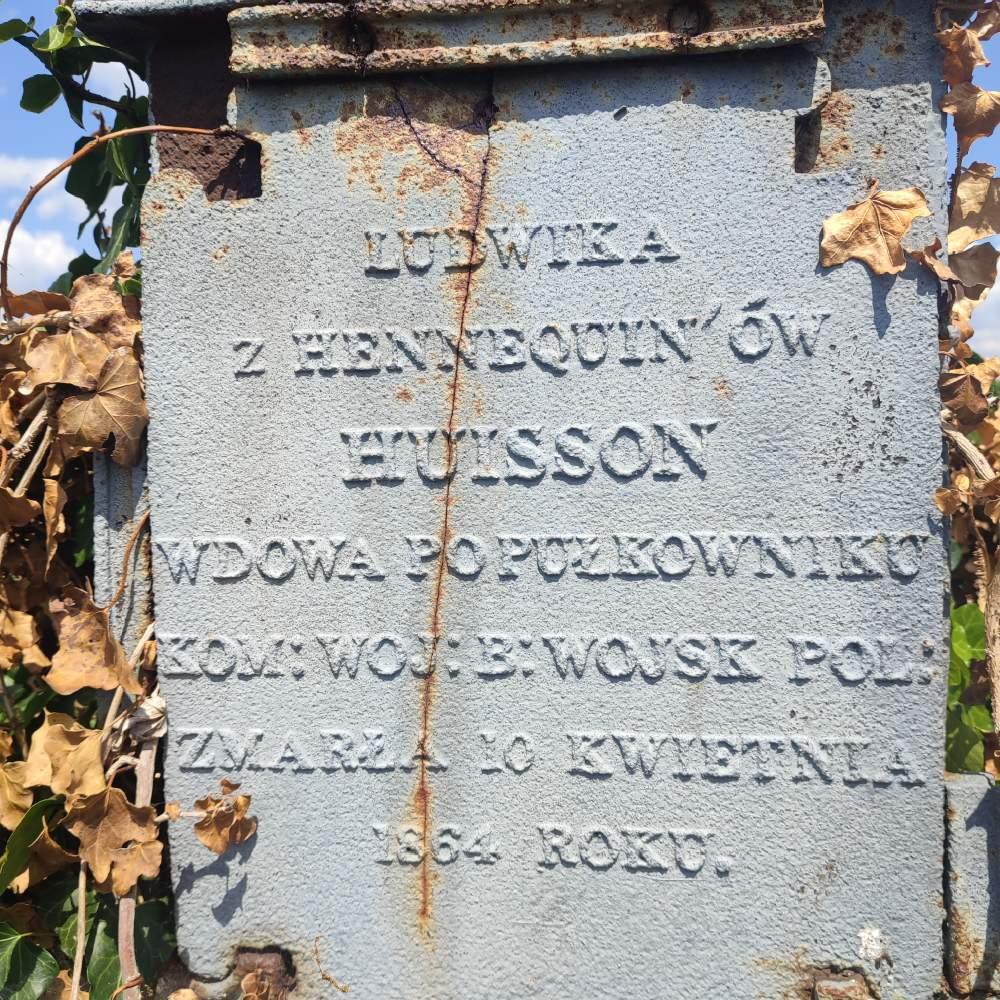 LUDWIKA
Z HENNEQUIN´ÓW.
HUISSON
WDOWA PO PUŁKOWNIKU
KOM: WOJ: B: WOJSK POL:
ZMARŁA 10 KWIETNIA
1864 ROKU.